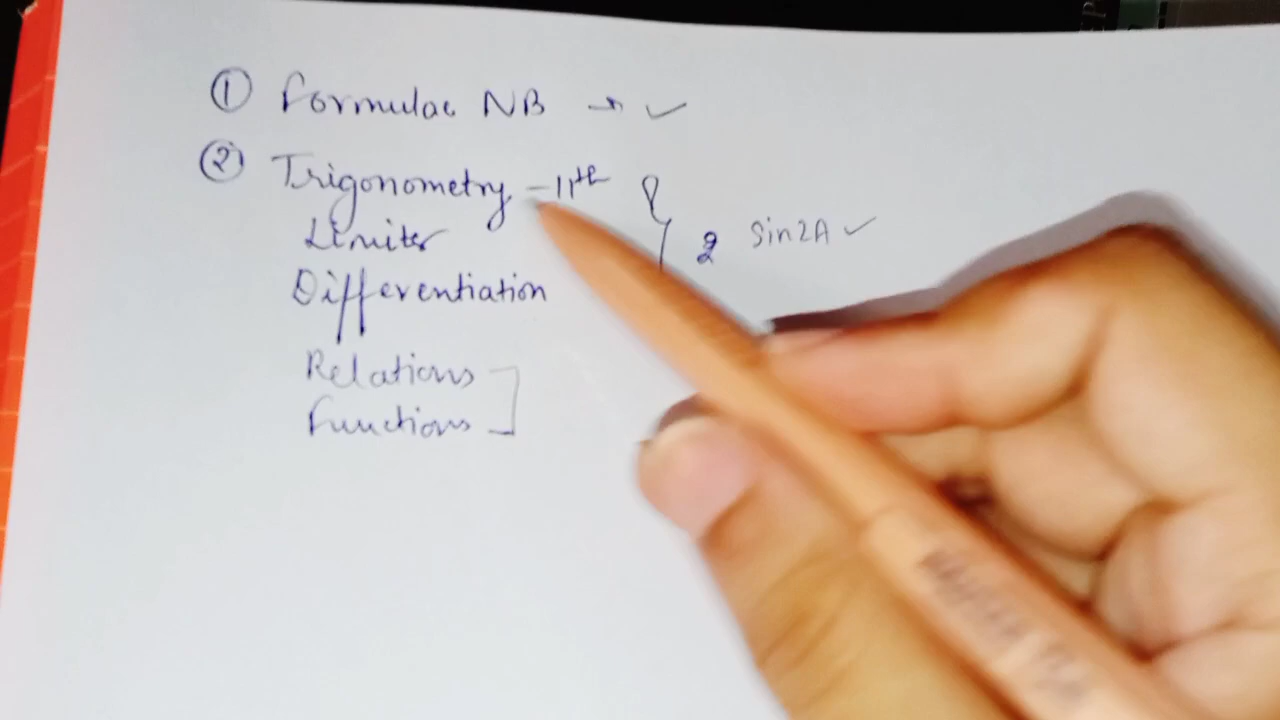 ① Formulae NB → ✓
② Trigonometry - 11th
Limits
2 Sin2A ✓
Differentiation
Relations
Functions